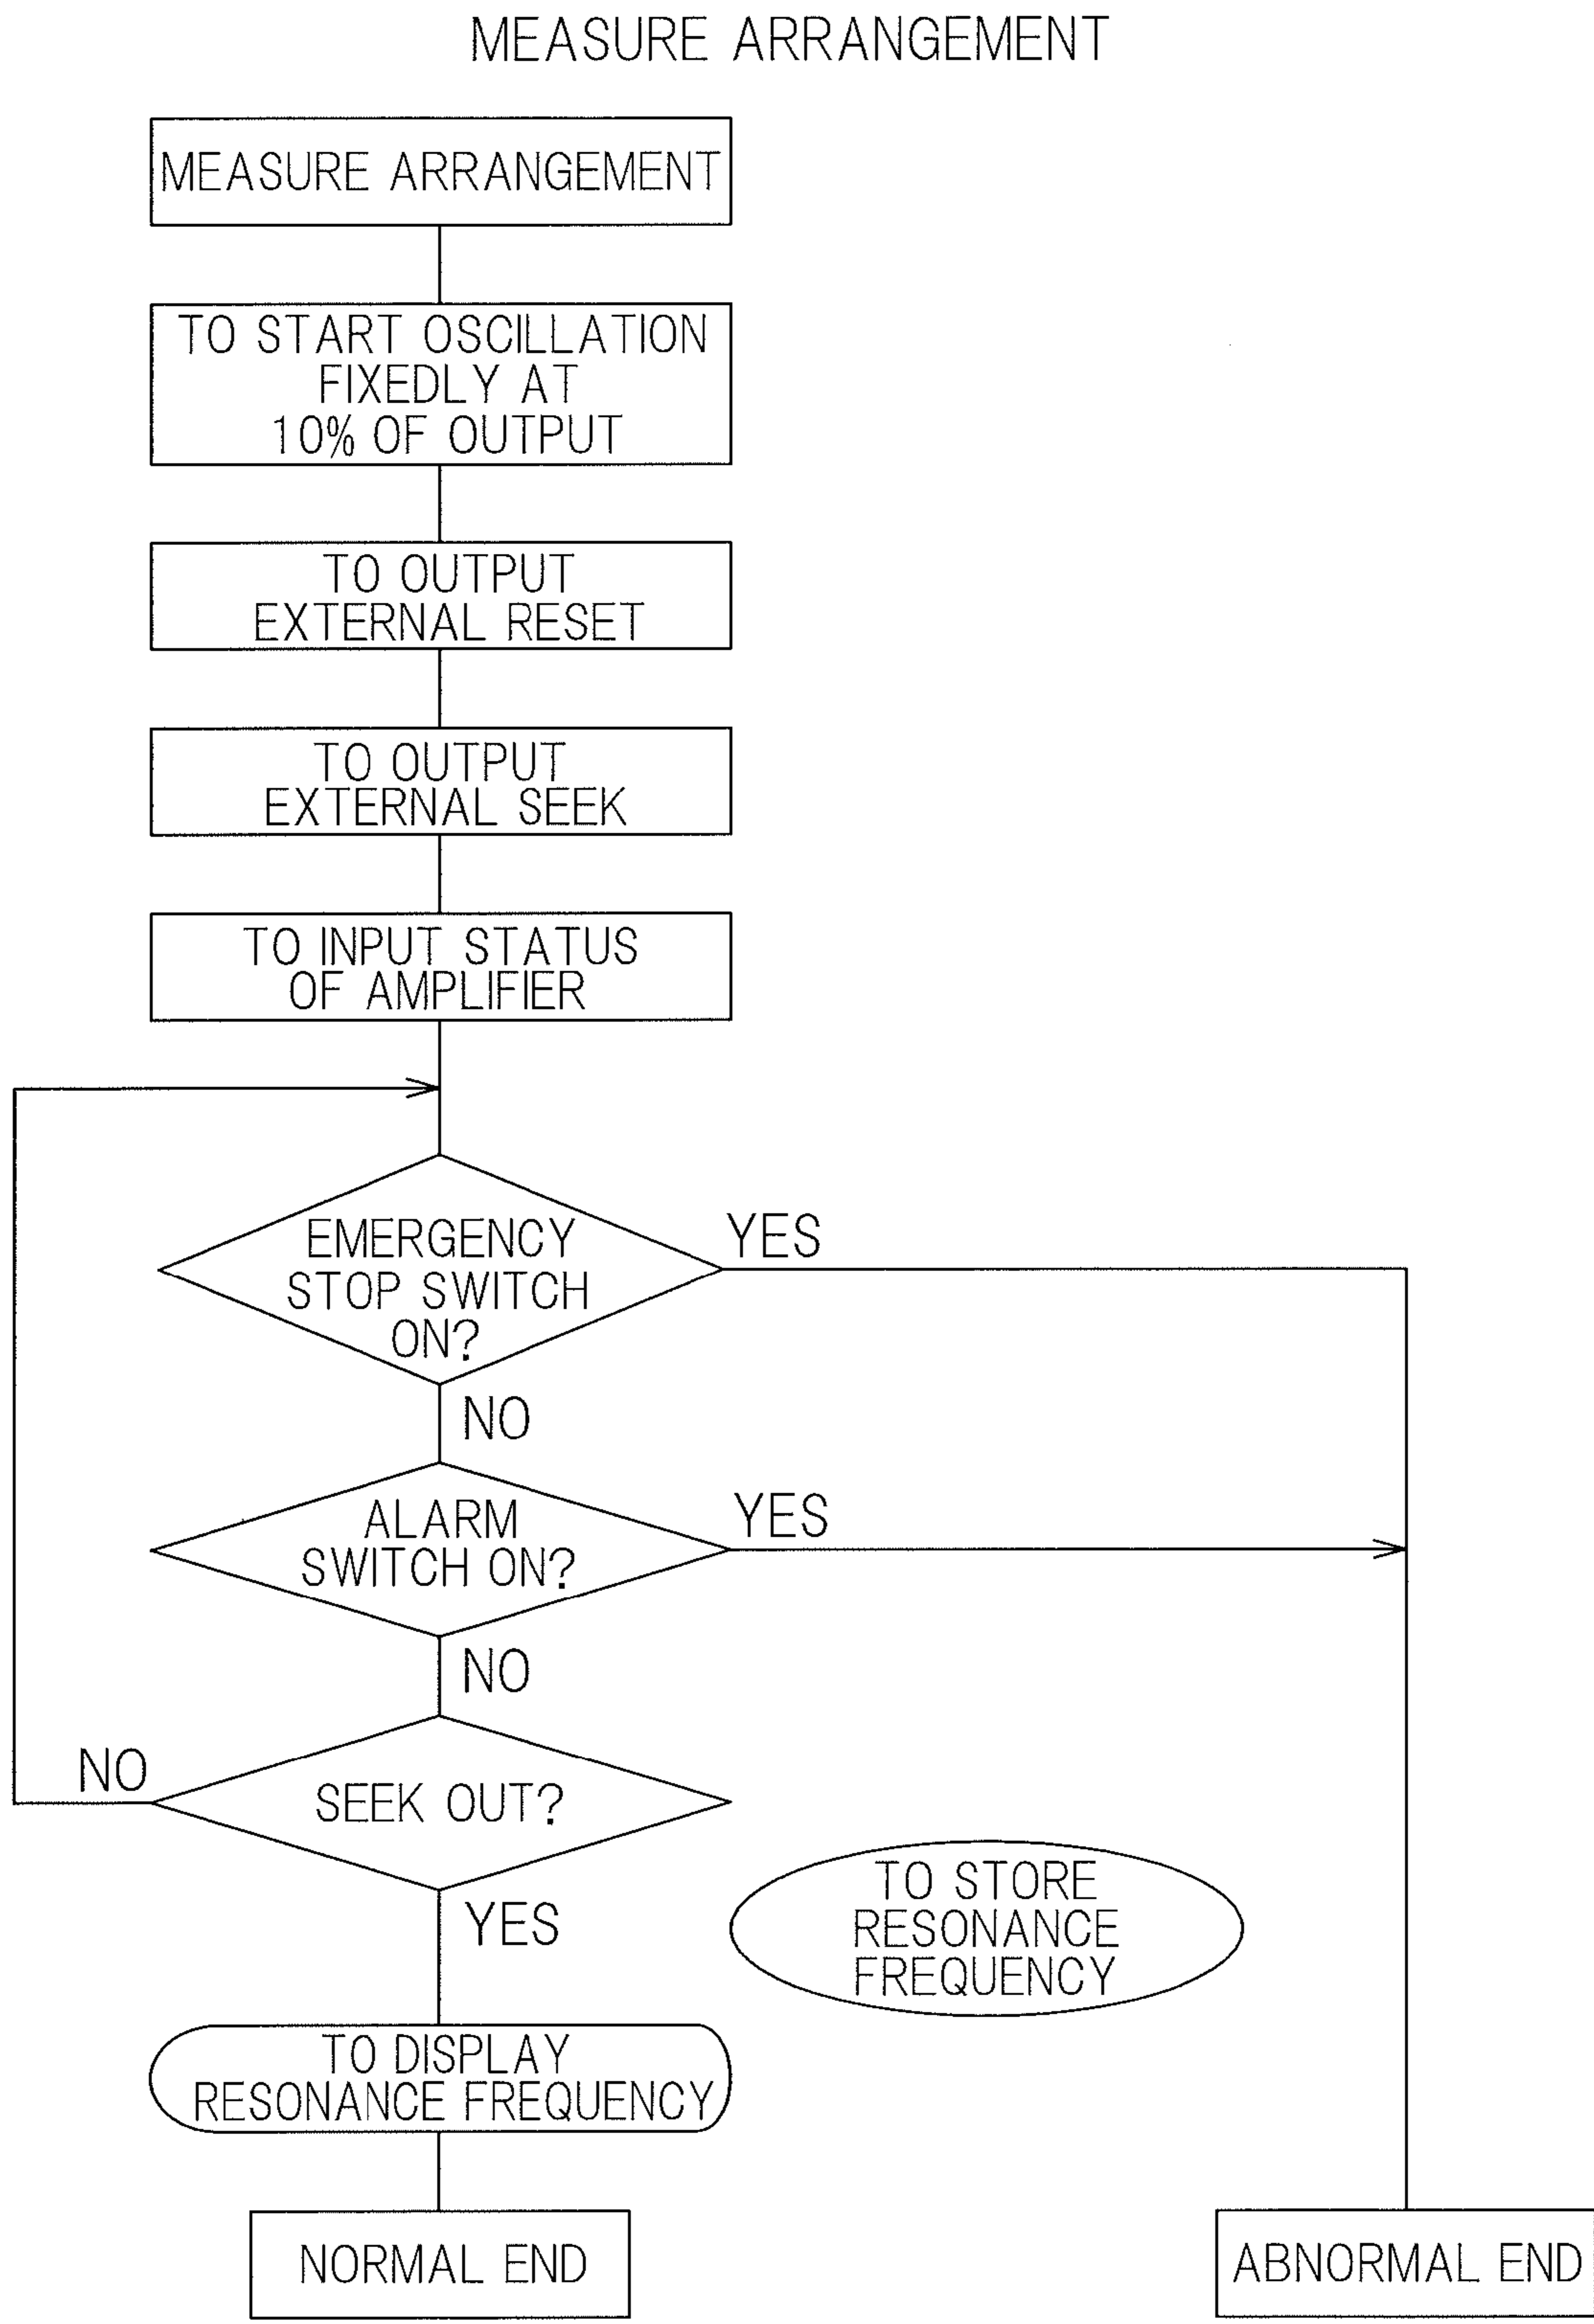 MEASURE ARRANGEMENT
MEASURE ARRANGEMENT
TO START OSCILLATION
FIXEDLY AT
10% OF OUTPUT
TO OUTPUT
EXTERNAL RESET
TO OUTPUT
EXTERNAL SEEK
TO INPUT STATUS
OF AMPLIFIER
EMERGENCY
STOP SWITCH
ON?
YES
NO
ALARM
SWITCH ON?
YES
NO
NO
SEEK OUT?
YES
TO STORE
RESONANCE
FREQUENCY
TO DISPLAY
RESONANCE FREQUENCY
NORMAL END
ABNORMAL END